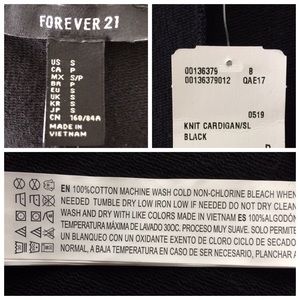 FOREVER 21
US S
CA P
MX S/P
BR P
EU S
UK S
KR S
JP S
CN 160/84A
MADE IN
VIETNAM
00136379 8
00136379012 QAE17
0519
KNIT CARDIGAN/SL
BLACK
EN 100%COTTON MACHINE WASH COLD NON-CHLORINE BLEACH WHEN
NEEDED TUMBLE DRY LOW IRON LOW IF NEEDED DO NOT DRY CLEAN
WASH AND DRY WITH LIKE COLORS MADE IN VIETNAM ES 100%ALGODÓN
TEMPERATURA MÁXIMA DE LAVADO 30OC. PROCESO MUY SUAVE. SOLO PERMITE
UN BLANQUEO CON UN OXIDANTE EXENTO DE CLORO CICLO DE SECADO
NORMAL, A BAJA TEMPERATURA EN CASO DE SER NECESARIO, PLANCHAR A